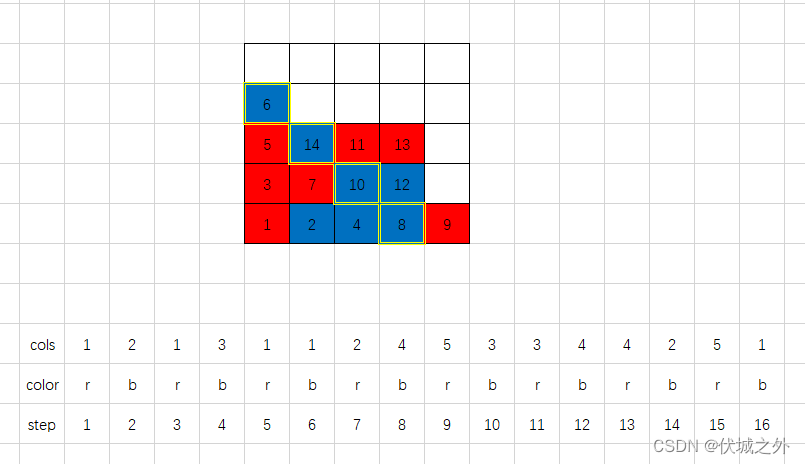 6
5 14 11 13
3 7 10 12
1 2 4 8 9
cols 1 2 1 3 1 1 2 4 5 3 3 4 4 2 5 1
color r b r b r b r b r b r b r b r b
step 1 2 3 4 5 6 7 8 9 10 11 12 13 14 15 16
CSDN @伏城之外